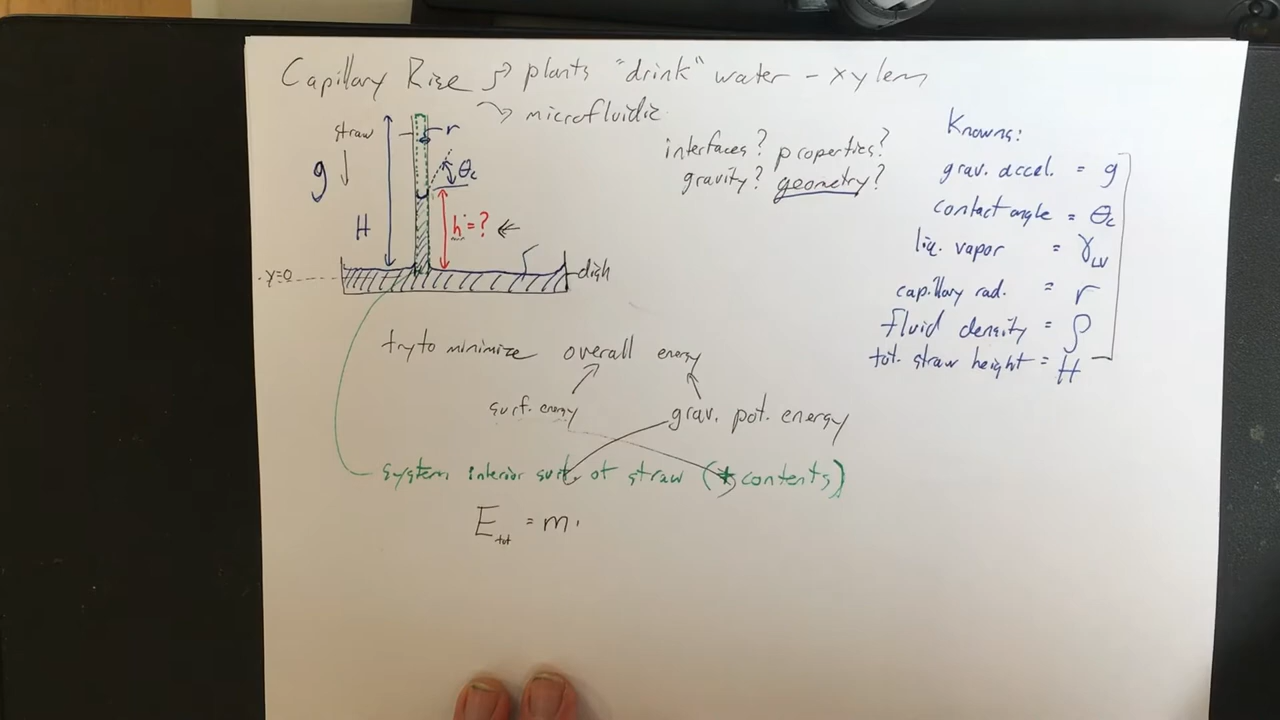 Capillary Rise → plants "drink" water - xylem
→ microfluidic
straw
r
g
θc
H
h = ?
y=0
dish
interfaces? properties?
gravity? geometry?
Knowns:
grav. accel. = g
contact angle = θc
liq. vapor = γLV
capillary rad. = r
fluid density = ρ
tot. straw height = H
try to minimize overall energy
surf. energy
grav. pot. energy
system interior surf. of straw (+ contents)
E tot = m·